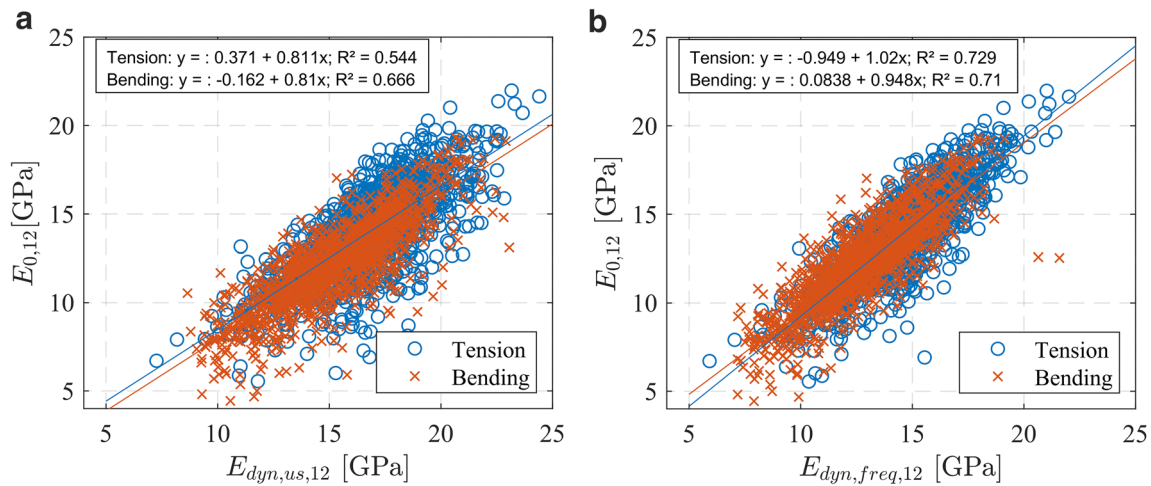 a
Tension: y = : 0.371 + 0.811x; R² = 0.544
Bending: y = : -0.162 + 0.81x; R² = 0.666
25
20
15
10
5
E0,12 [GPa]
5
10
15
20
25
Edyn,us,12 [GPa]
Tension
Bending
b
Tension: y = : -0.949 + 1.02x; R² = 0.729
Bending: y = : 0.0838 + 0.948x; R² = 0.71
25
20
15
10
5
E0,12 [GPa]
5
10
15
20
25
Edyn,freq,12 [GPa]
Tension
Bending